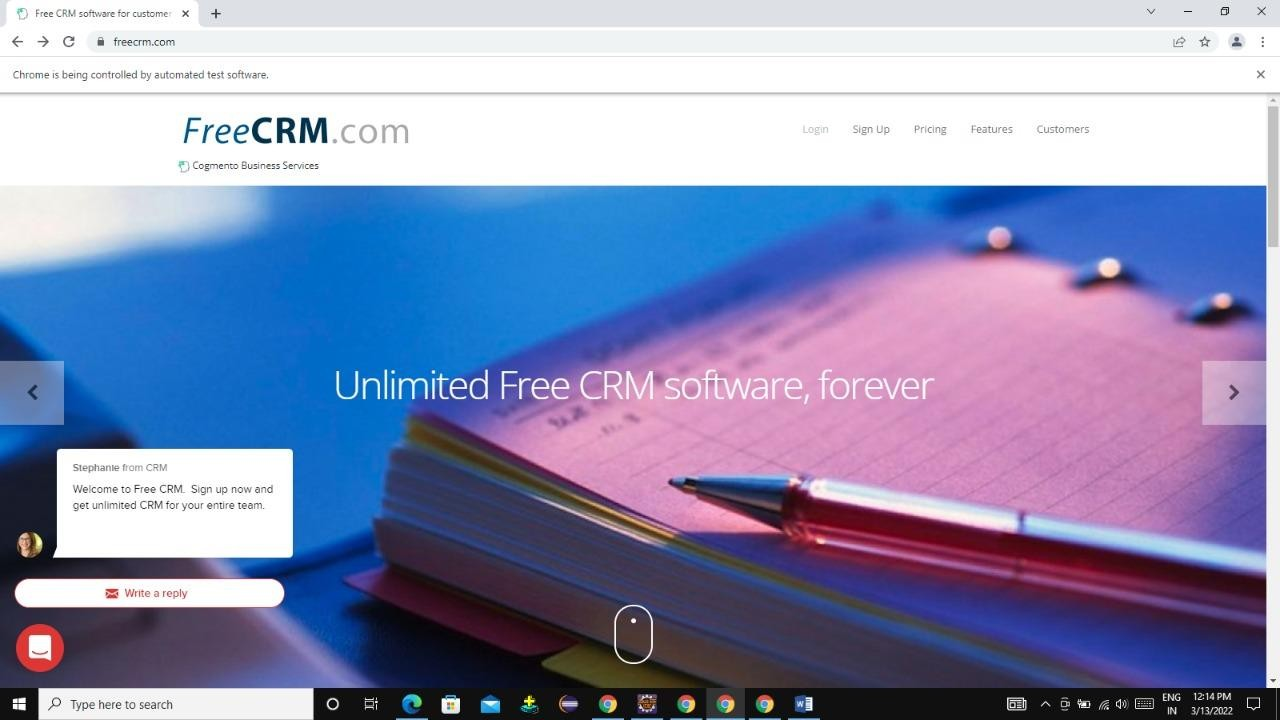 Free CRM software for customer
freecrm.com
Chrome is being controlled by automated test software.
FreeCRM.com
Login Sign Up Pricing Features Customers
Cogmento Business Services
Unlimited Free CRM software, forever
Stephanie from CRM
Welcome to Free CRM. Sign up now and
get unlimited CRM for your entire team.
Write a reply
Type here to search
ENG
IN
12:14 PM
3/13/2022